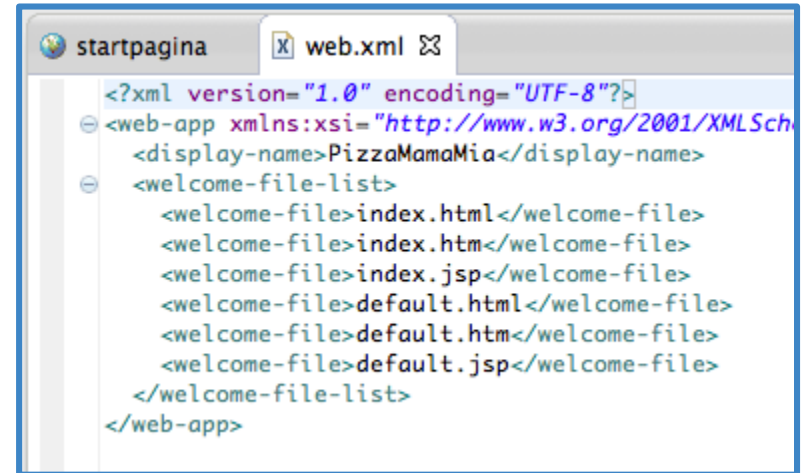 startpagina web.xml
<?xml version="1.0" encoding="UTF-8"?>
<web-app xmlns:xsi="http://www.w3.org/2001/XMLSch
<display-name>PizzaMamaMia</display-name>
<welcome-file-list>
<welcome-file>index.html</welcome-file>
<welcome-file>index.htm</welcome-file>
<welcome-file>index.jsp</welcome-file>
<welcome-file>default.html</welcome-file>
<welcome-file>default.htm</welcome-file>
<welcome-file>default.jsp</welcome-file>
</welcome-file-list>
</web-app>